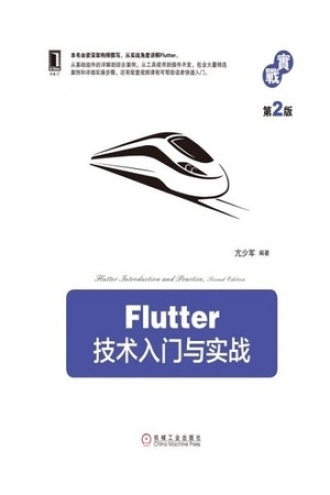 本书由资深架构师撰写，从实战角度讲解Flutter。
从基础组件的详解到综合案例，从工具使用到插件开发，包含大量精选
案例和详细实操步骤，还有配套视频课程可帮助读者快速入门。
實戰
第2版
亢少军 编著
Flutter Introduction and Practice, Second Edition
Flutter
技术入门与实战
机械工业出版社
China Machine Press